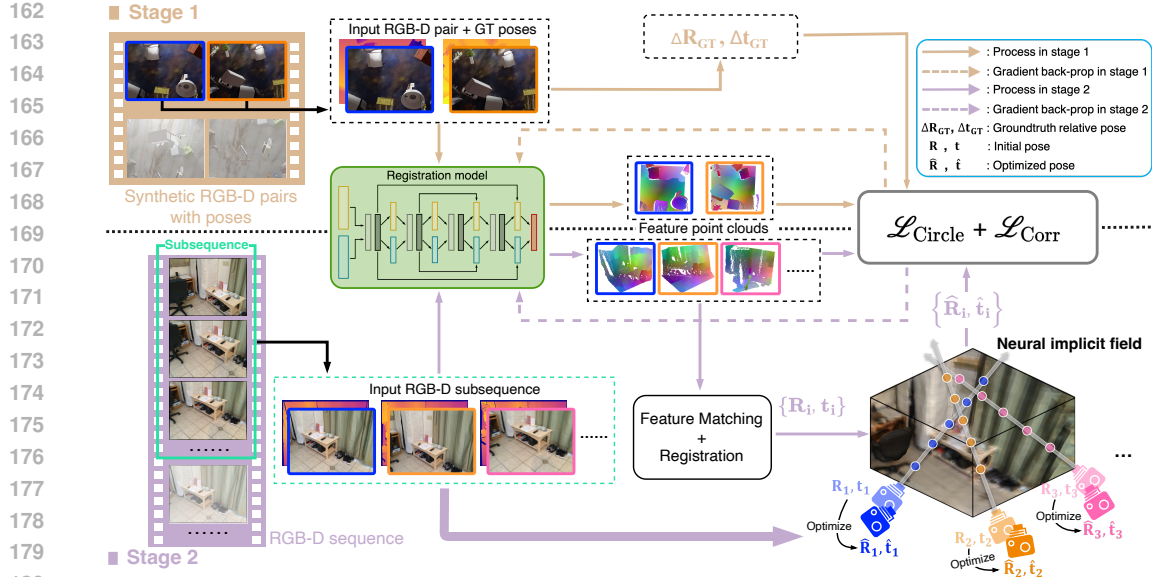 162
163
164
165
166
167
168
169
170
171
172
173
174
175
176
177
178
179
Stage 1
Input RGB-D pair + GT poses
ΔR_GT, Δt_GT
: Process in stage 1
: Gradient back-prop in stage 1
: Process in stage 2
: Gradient back-prop in stage 2
ΔR_GT, Δt_GT : Groundtruth relative pose
R , t : Initial pose
R̂ , t̂ : Optimized pose
Synthetic RGB-D pairs
with poses
Registration model
Feature point clouds
ℒ_Circle + ℒ_Corr
Subsequence
......
{R̂_i, t̂_i}
Neural implicit field
Input RGB-D subsequence
......
Feature Matching
+
Registration
{R_i, t_i}
...
......
......
RGB-D sequence
R_1, t_1
Optimize
R̂_1, t̂_1
R_2, t_2
Optimize
R̂_2, t̂_2
R_3, t_3
Optimize
R̂_3, t̂_3
Stage 2